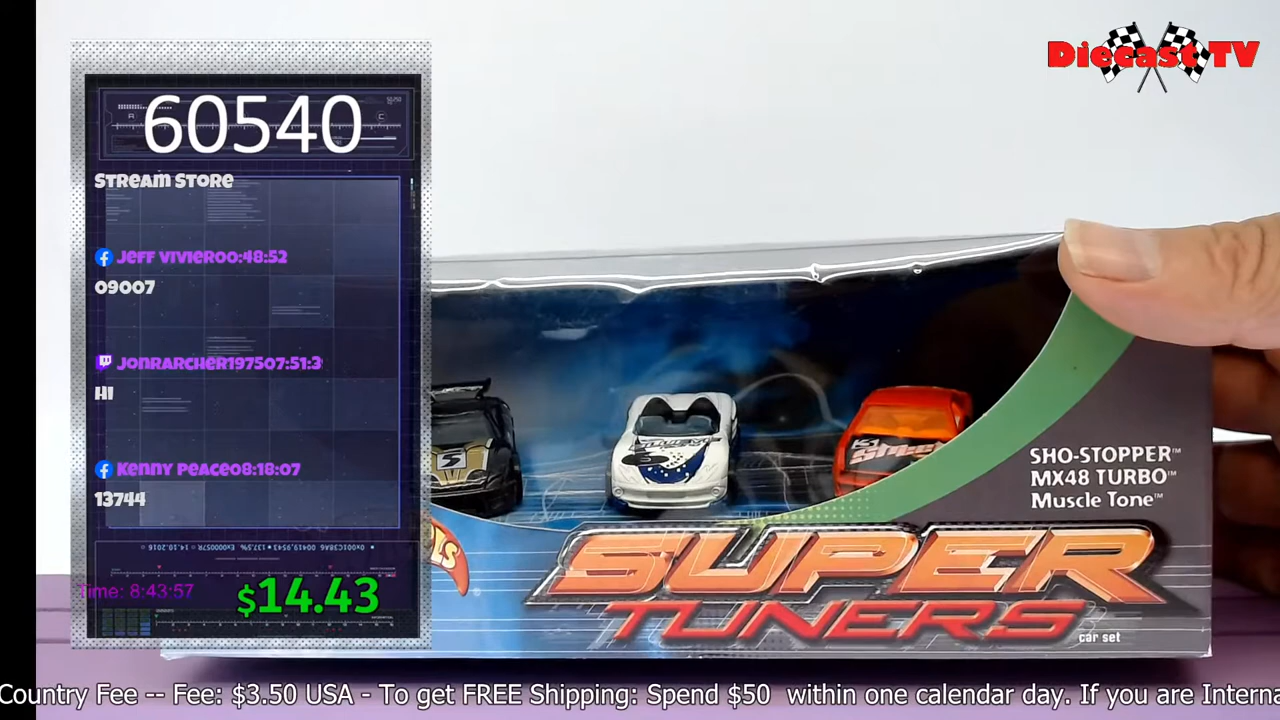 Diecast TV
60540
Stream Store
Jeff Vivier00:48:52
09007
JonRArcher197507:51:3
HI
Kenny Peace08:18:07
13744
Time: 8:43:57
$14.43
S
SHO-STOPPER™
MX48 TURBO™
Muscle Tone™
SUPER
TUNERS
car set
Country Fee -- Fee: $3.50 USA - To get FREE Shipping: Spend $50 within one calendar day. If you are Interna